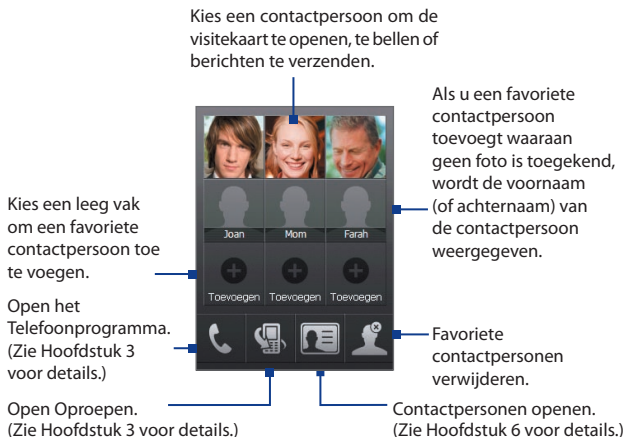 Kies een contactpersoon om de
visitekaart te openen, te bellen of
berichten te verzenden.
Als u een favoriete
contactpersoon
toevoegt waaraan
geen foto is toegekend,
wordt de voornaam
(of achternaam) van
de contactpersoon
weergegeven.
Joan Mom Farah
Kies een leeg vak
om een favoriete
contactpersoon toe
te voegen.
Toevoegen Toevoegen Toevoegen
Open het
Telefoonprogramma.
(Zie Hoofdstuk 3
voor details.)
Favoriete
contactpersonen
verwijderen.
Open Oproepen.
(Zie Hoofdstuk 3 voor details.)
Contactpersonen openen.
(Zie Hoofdstuk 6 voor details.)